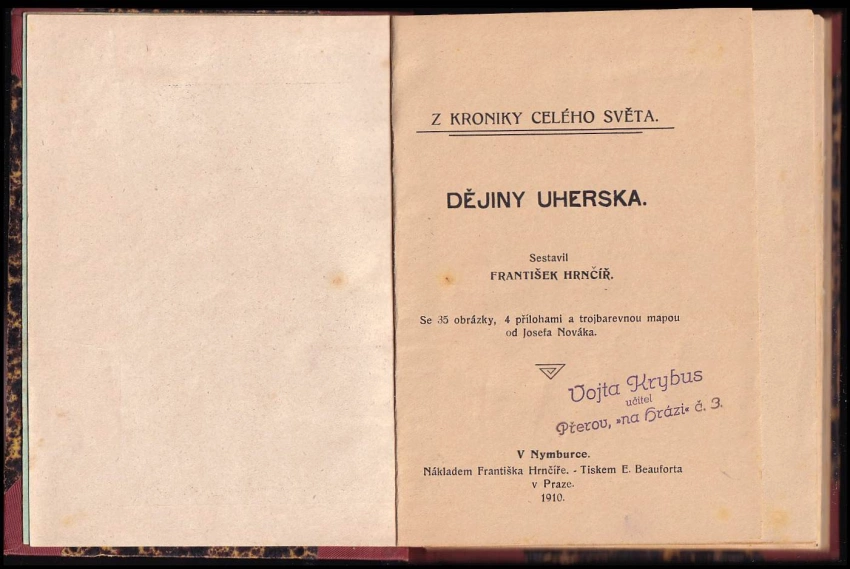 Z KRONIKY CELÉHO SVĚTA.
DĚJINY UHERSKA.
Sestavil
FRANTIŠEK HRNČÍŘ.
Se 35 obrázky, 4 přílohami a trojbarevnou mapou
od Josefa Nováka.
Vojta Krybus
učitel
Přerov, »na hrázi« č. 3.
V Nymburce.
Nákladem Františka Hrnčíře. - Tiskem E. Beauforta
v Praze.
1910.